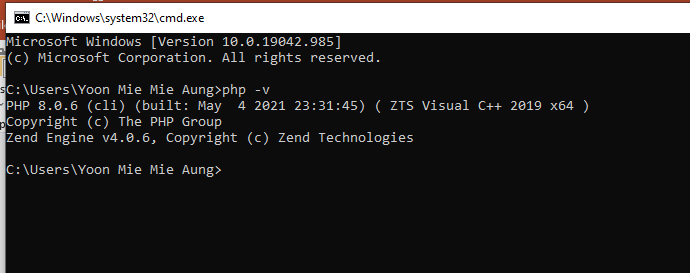 C:\Windows\system32\cmd.exe
Microsoft Windows [Version 10.0.19042.985]
(c) Microsoft Corporation. All rights reserved.
C:\Users\Yoon Mie Mie Aung>php -v
PHP 8.0.6 (cli) (built: May  4 2021 23:31:45) ( ZTS Visual C++ 2019 x64 )
Copyright (c) The PHP Group
Zend Engine v4.0.6, Copyright (c) Zend Technologies
C:\Users\Yoon Mie Mie Aung>